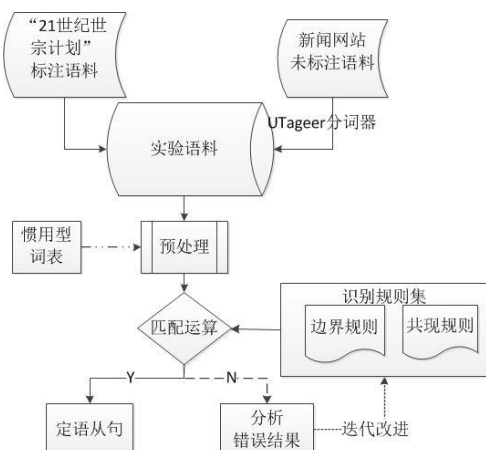 “21世纪世
宗计划”
标注语料
新闻网站
未标注语料
UTageer分词器
实验语料
惯用型
词表
预处理
识别规则集
边界规则
共现规则
匹配运算
Y
N
定语从句
分析
错误结果
迭代改进